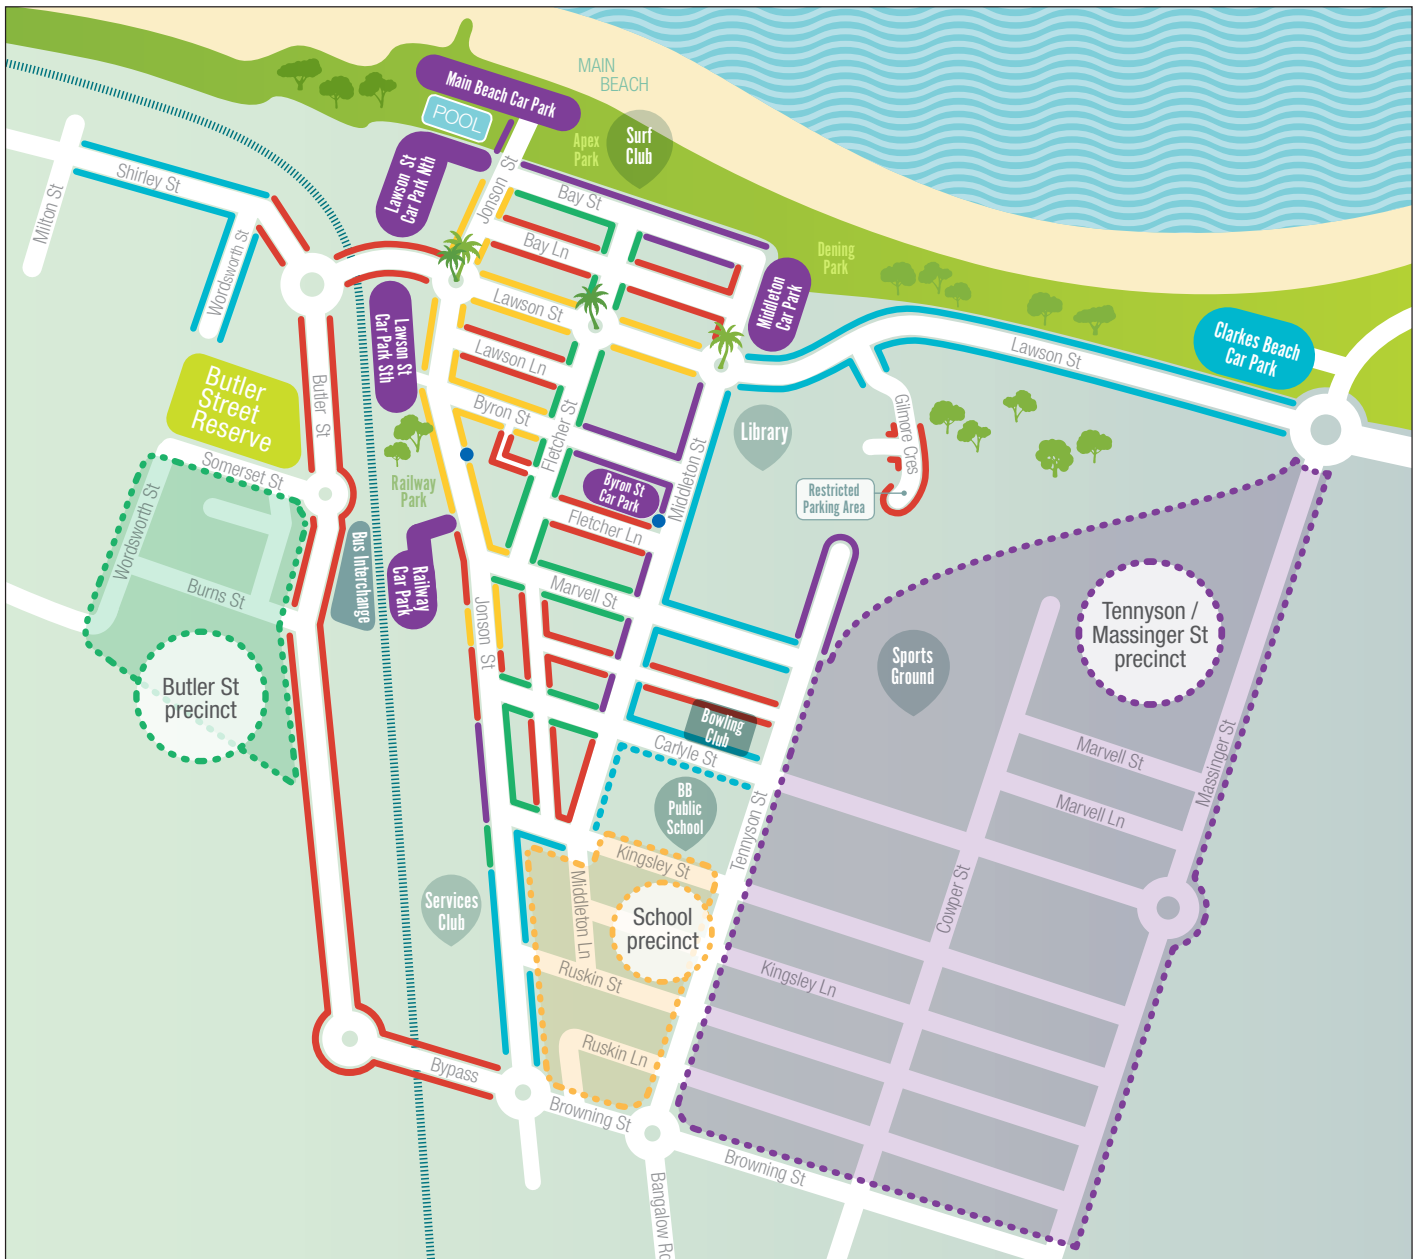 MAIN
BEACH
Main Beach Car Park
POOL
Apex
Park
Surf
Club
Lawson St
Car Park Nth
Shirley St
Milton St
Wordsworth St
Jonson St
Bay St
Bay Ln
Dening
Park
Middleton
Car Park
Lawson St
Lawson St
Clarkes Beach
Car Park
Lawson St
Car Park Sth
Lawson Ln
Butler St
Butler
Street
Reserve
Byron St
Fletcher St
Library
Gilmore Cres
Middleton St
Somerset St
Railway
Park
Byron St
Car Park
Restricted
Parking Area
Wordsworth St
Fletcher Ln
Bus Interchange
Railway
Car Park
Burns St
Marvell St
Jonson St
Tennyson /
Massinger St
precinct
Sports
Ground
Butler St
precinct
Bowling
Club
Carlyle St
Marvell St
Massinger St
BB
Public
School
Marvell Ln
Tennyson St
Kingsley St
Cowper St
Services
Club
Middleton Ln
School
precinct
Ruskin St
Kingsley Ln
Ruskin Ln
Bypass
Browning St
Browning St
Bangalow Rd